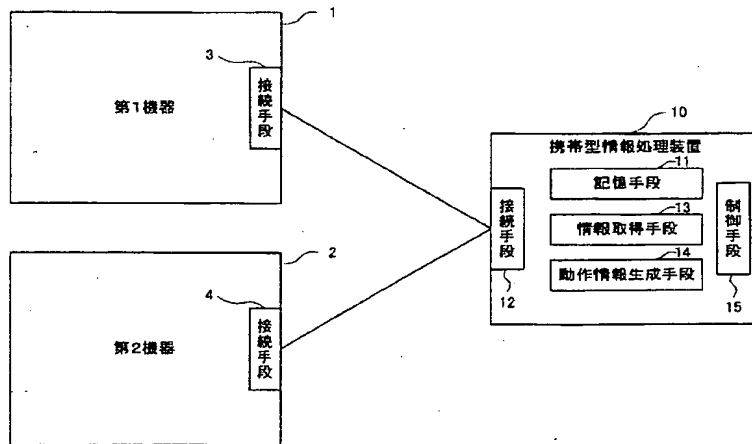 1
3
接続手段
第1機器
2
4
接続手段
第2機器
10
携帯型情報処理装置
11
記憶手段
13
情報取得手段
14
動作情報生成手段
接続手段
12
制御手段
15